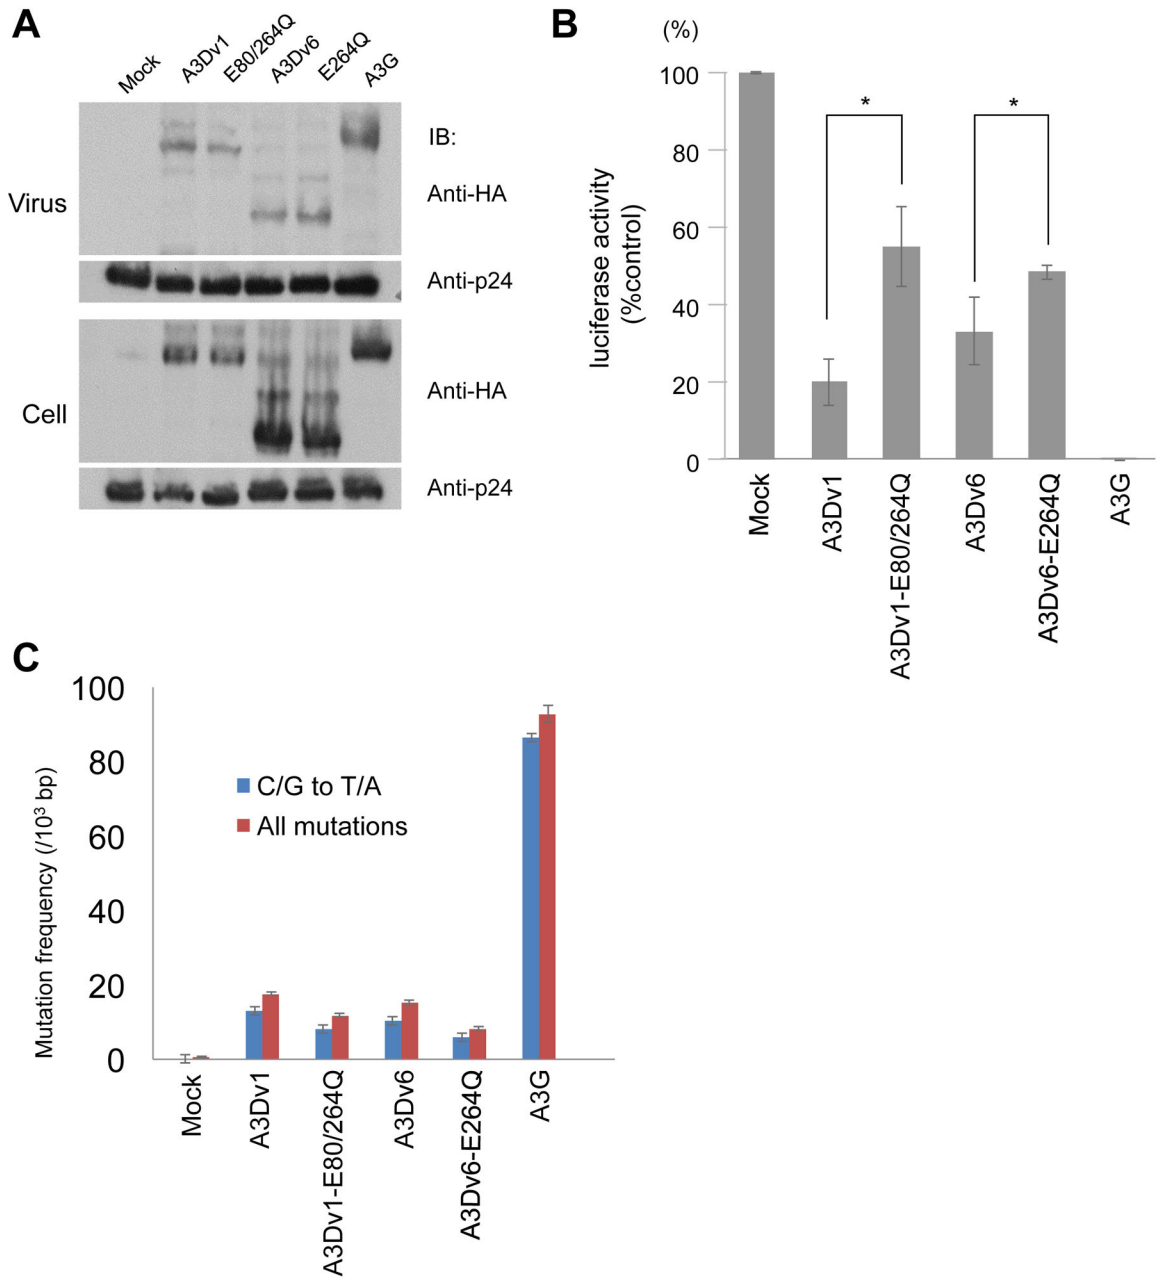 A
Mock
A3Dv1
E80/264Q
A3Dv6
E264Q
A3G
IB:
Virus
Anti-HA
Anti-p24
Cell
Anti-HA
Anti-p24
B
(%)
luciferase activity
(%control)
100
80
60
40
20
0
*
*
Mock
A3Dv1
A3Dv1-E80/264Q
A3Dv6
A3Dv6-E264Q
A3G
C
Mutation frequency (/10³ bp)
100
80
60
40
20
0
C/G to T/A
All mutations
Mock
A3Dv1
A3Dv1-E80/264Q
A3Dv6
A3Dv6-E264Q
A3G